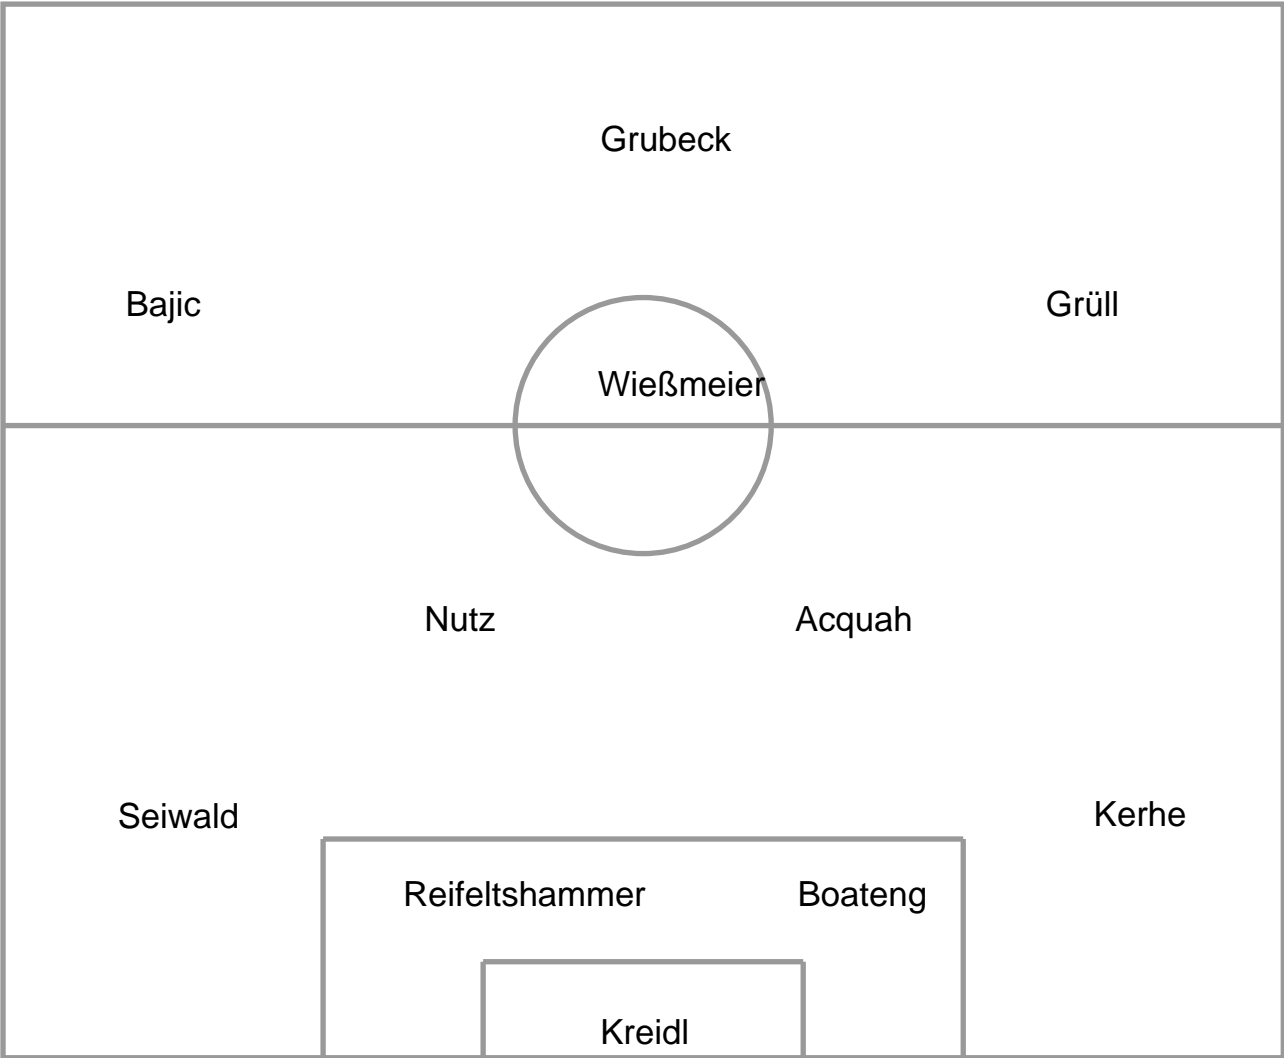 Grubeck
Bajic
Grüll
Wießmeier
Nutz
Acquah
Seiwald
Kerhe
Reifeltshammer
Boateng
Kreidl